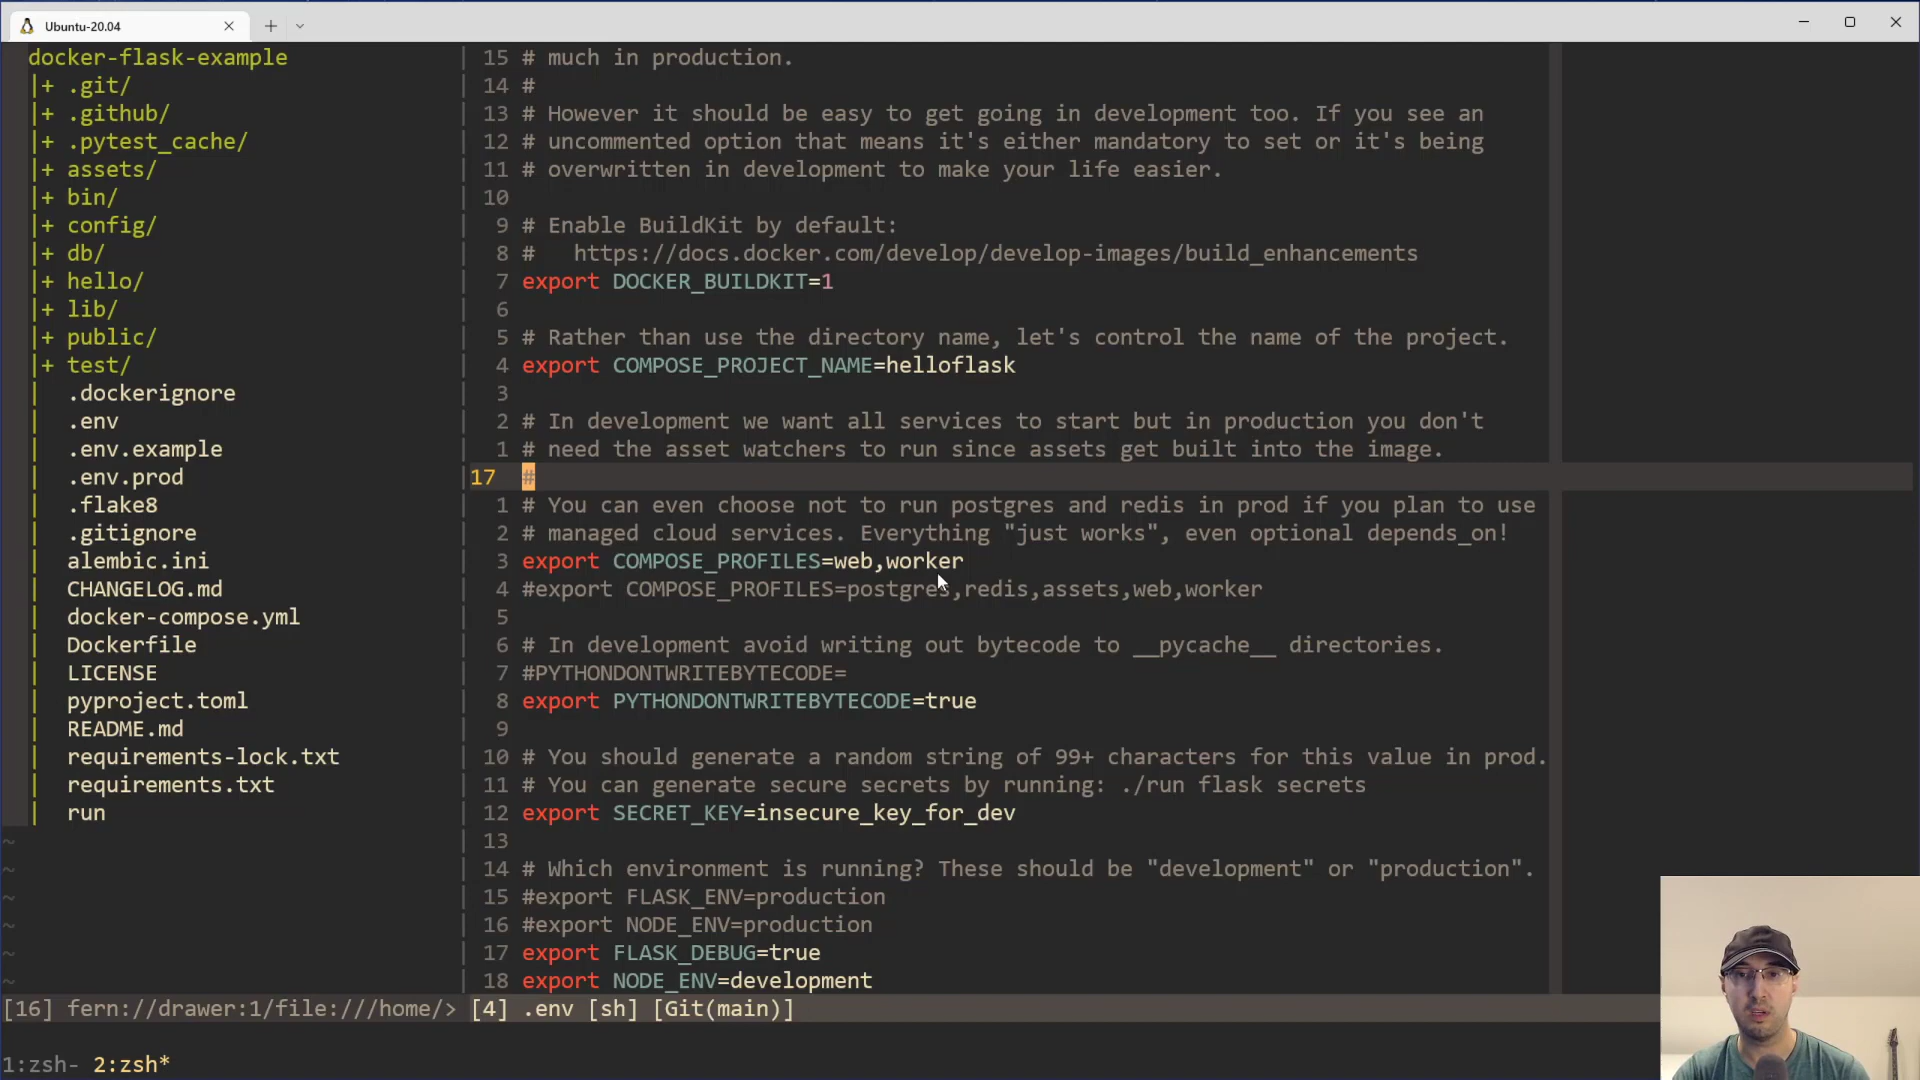 Ubuntu-20.04
docker-flask-example
|+ .git/
|+ .github/
|+ .pytest_cache/
|+ assets/
|+ bin/
|+ config/
|+ db/
|+ hello/
|+ lib/
|+ public/
|+ test/
| .dockerignore
| .env
| .env.example
| .env.prod
| .flake8
| .gitignore
| alembic.ini
| CHANGELOG.md
| docker-compose.yml
| Dockerfile
| LICENSE
| pyproject.toml
| README.md
| requirements-lock.txt
| requirements.txt
| run
~
~
~
~
~
~
15 # much in production.
14 #
13 # However it should be easy to get going in development too. If you see an
12 # uncommented option that means it's either mandatory to set or it's being
11 # overwritten in development to make your life easier.
10
9 # Enable BuildKit by default:
8 #   https://docs.docker.com/develop/develop-images/build_enhancements
7 export DOCKER_BUILDKIT=1
6
5 # Rather than use the directory name, let's control the name of the project.
4 export COMPOSE_PROJECT_NAME=helloflask
3
2 # In development we want all services to start but in production you don't
1 # need the asset watchers to run since assets get built into the image.
17 #
1 # You can even choose not to run postgres and redis in prod if you plan to use
2 # managed cloud services. Everything "just works", even optional depends_on!
3 export COMPOSE_PROFILES=web,worker
4 #export COMPOSE_PROFILES=postgres,redis,assets,web,worker
5
6 # In development avoid writing out bytecode to __pycache__ directories.
7 #PYTHONDONTWRITEBYTECODE=
8 export PYTHONDONTWRITEBYTECODE=true
9
10 # You should generate a random string of 99+ characters for this value in prod.
11 # You can generate secure secrets by running: ./run flask secrets
12 export SECRET_KEY=insecure_key_for_dev
13
14 # Which environment is running? These should be "development" or "production".
15 #export FLASK_ENV=production
16 #export NODE_ENV=production
17 export FLASK_DEBUG=true
18 export NODE_ENV=development
[16] fern://drawer:1/file:///home/> [4] .env [sh] [Git(main)]
1:zsh- 2:zsh*